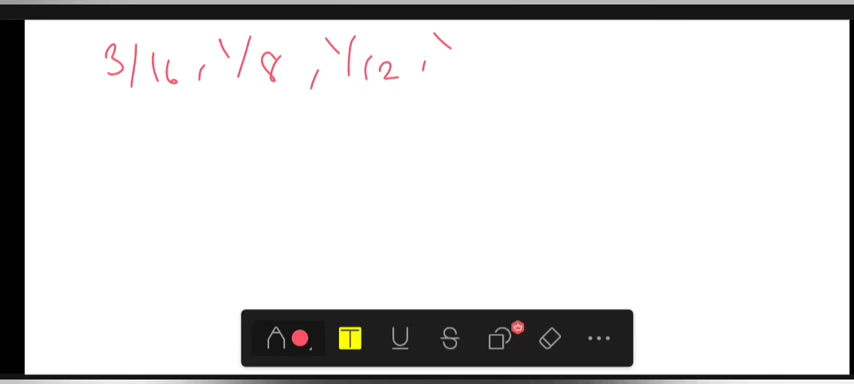 3/16, 1/8, 1/12, \